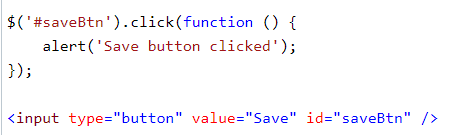 $('#saveBtn').click(function () {
    alert('Save button clicked');
});
<input type="button" value="Save" id="saveBtn" />